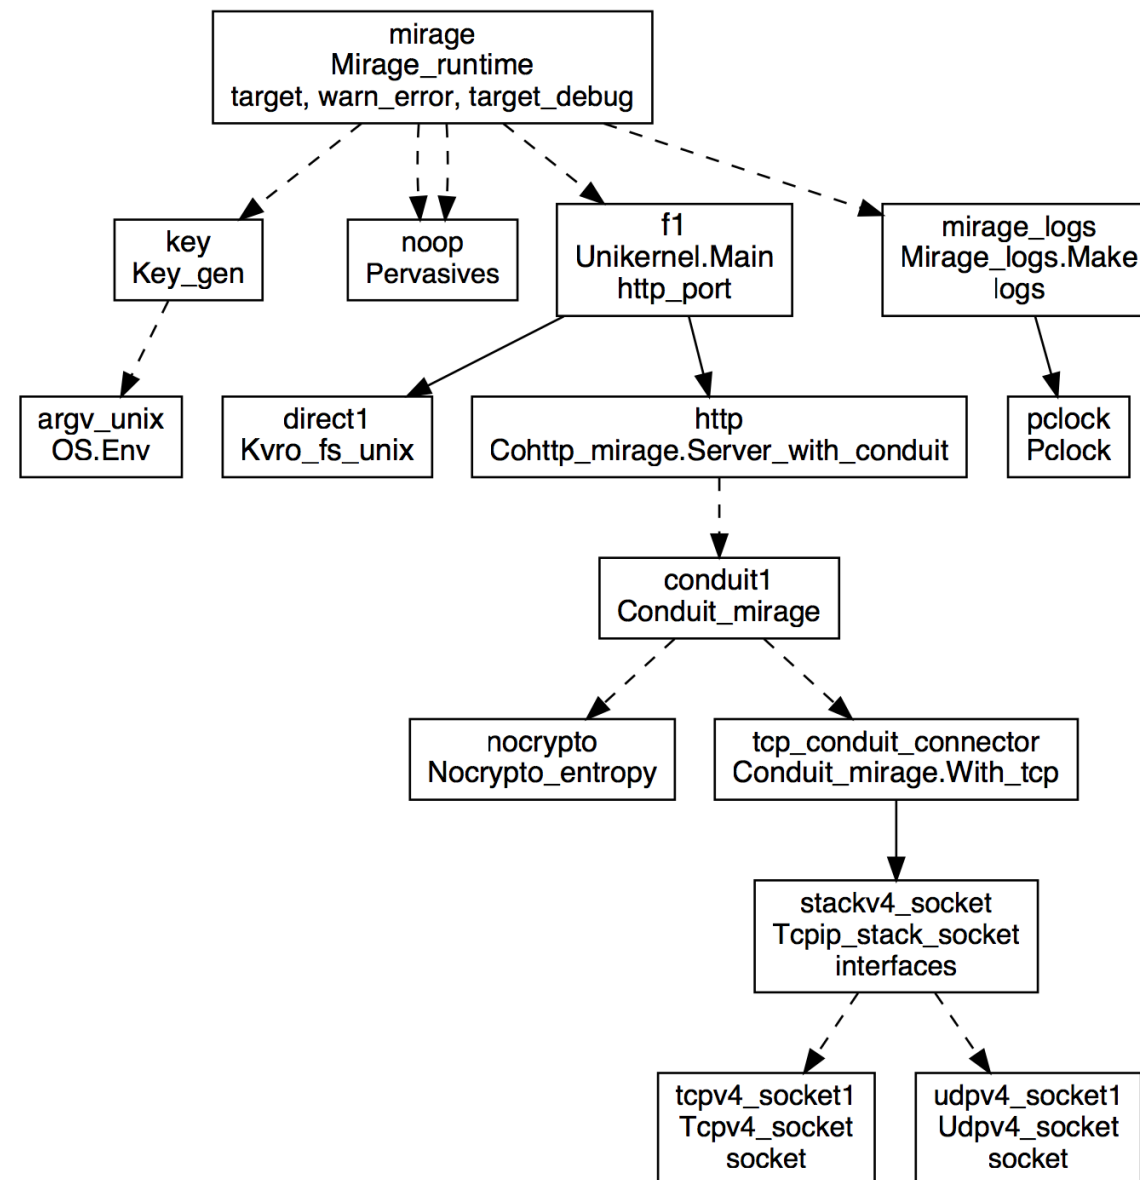 mirage
Mirage_runtime
target, warn_error, target_debug
key
Key_gen
noop
Pervasives
f1
Unikernel.Main
http_port
mirage_logs
Mirage_logs.Make
logs
argv_unix
OS.Env
direct1
Kvro_fs_unix
http
Cohttp_mirage.Server_with_conduit
pclock
Pclock
conduit1
Conduit_mirage
nocrypto
Nocrypto_entropy
tcp_conduit_connector
Conduit_mirage.With_tcp
stackv4_socket
Tcpip_stack_socket
interfaces
tcpv4_socket1
Tcpv4_socket
socket
udpv4_socket1
Udpv4_socket
socket